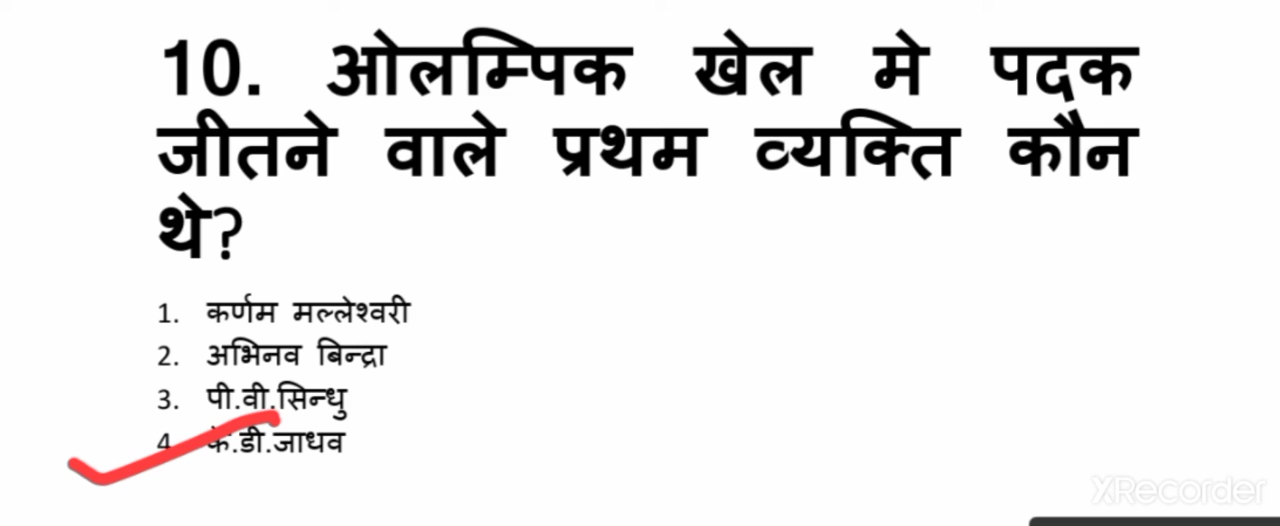 10. ओलम्पिक खेल मे पदक
जीतने वाले प्रथम व्यक्ति कौन
थे?
1. कर्णम मल्लेश्वरी
2. अभिनव बिन्द्रा
3. पी.वी.सिन्धु
4. के.डी.जाधव
XRecorder